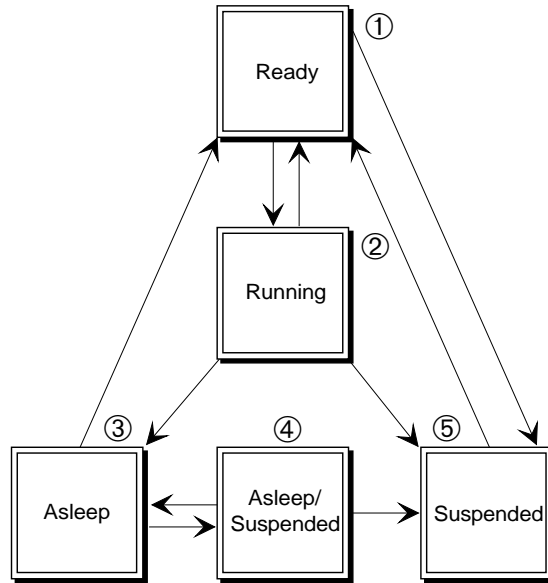 ①
Ready
②
Running
③
④
⑤
Asleep
Asleep/
Suspended
Suspended